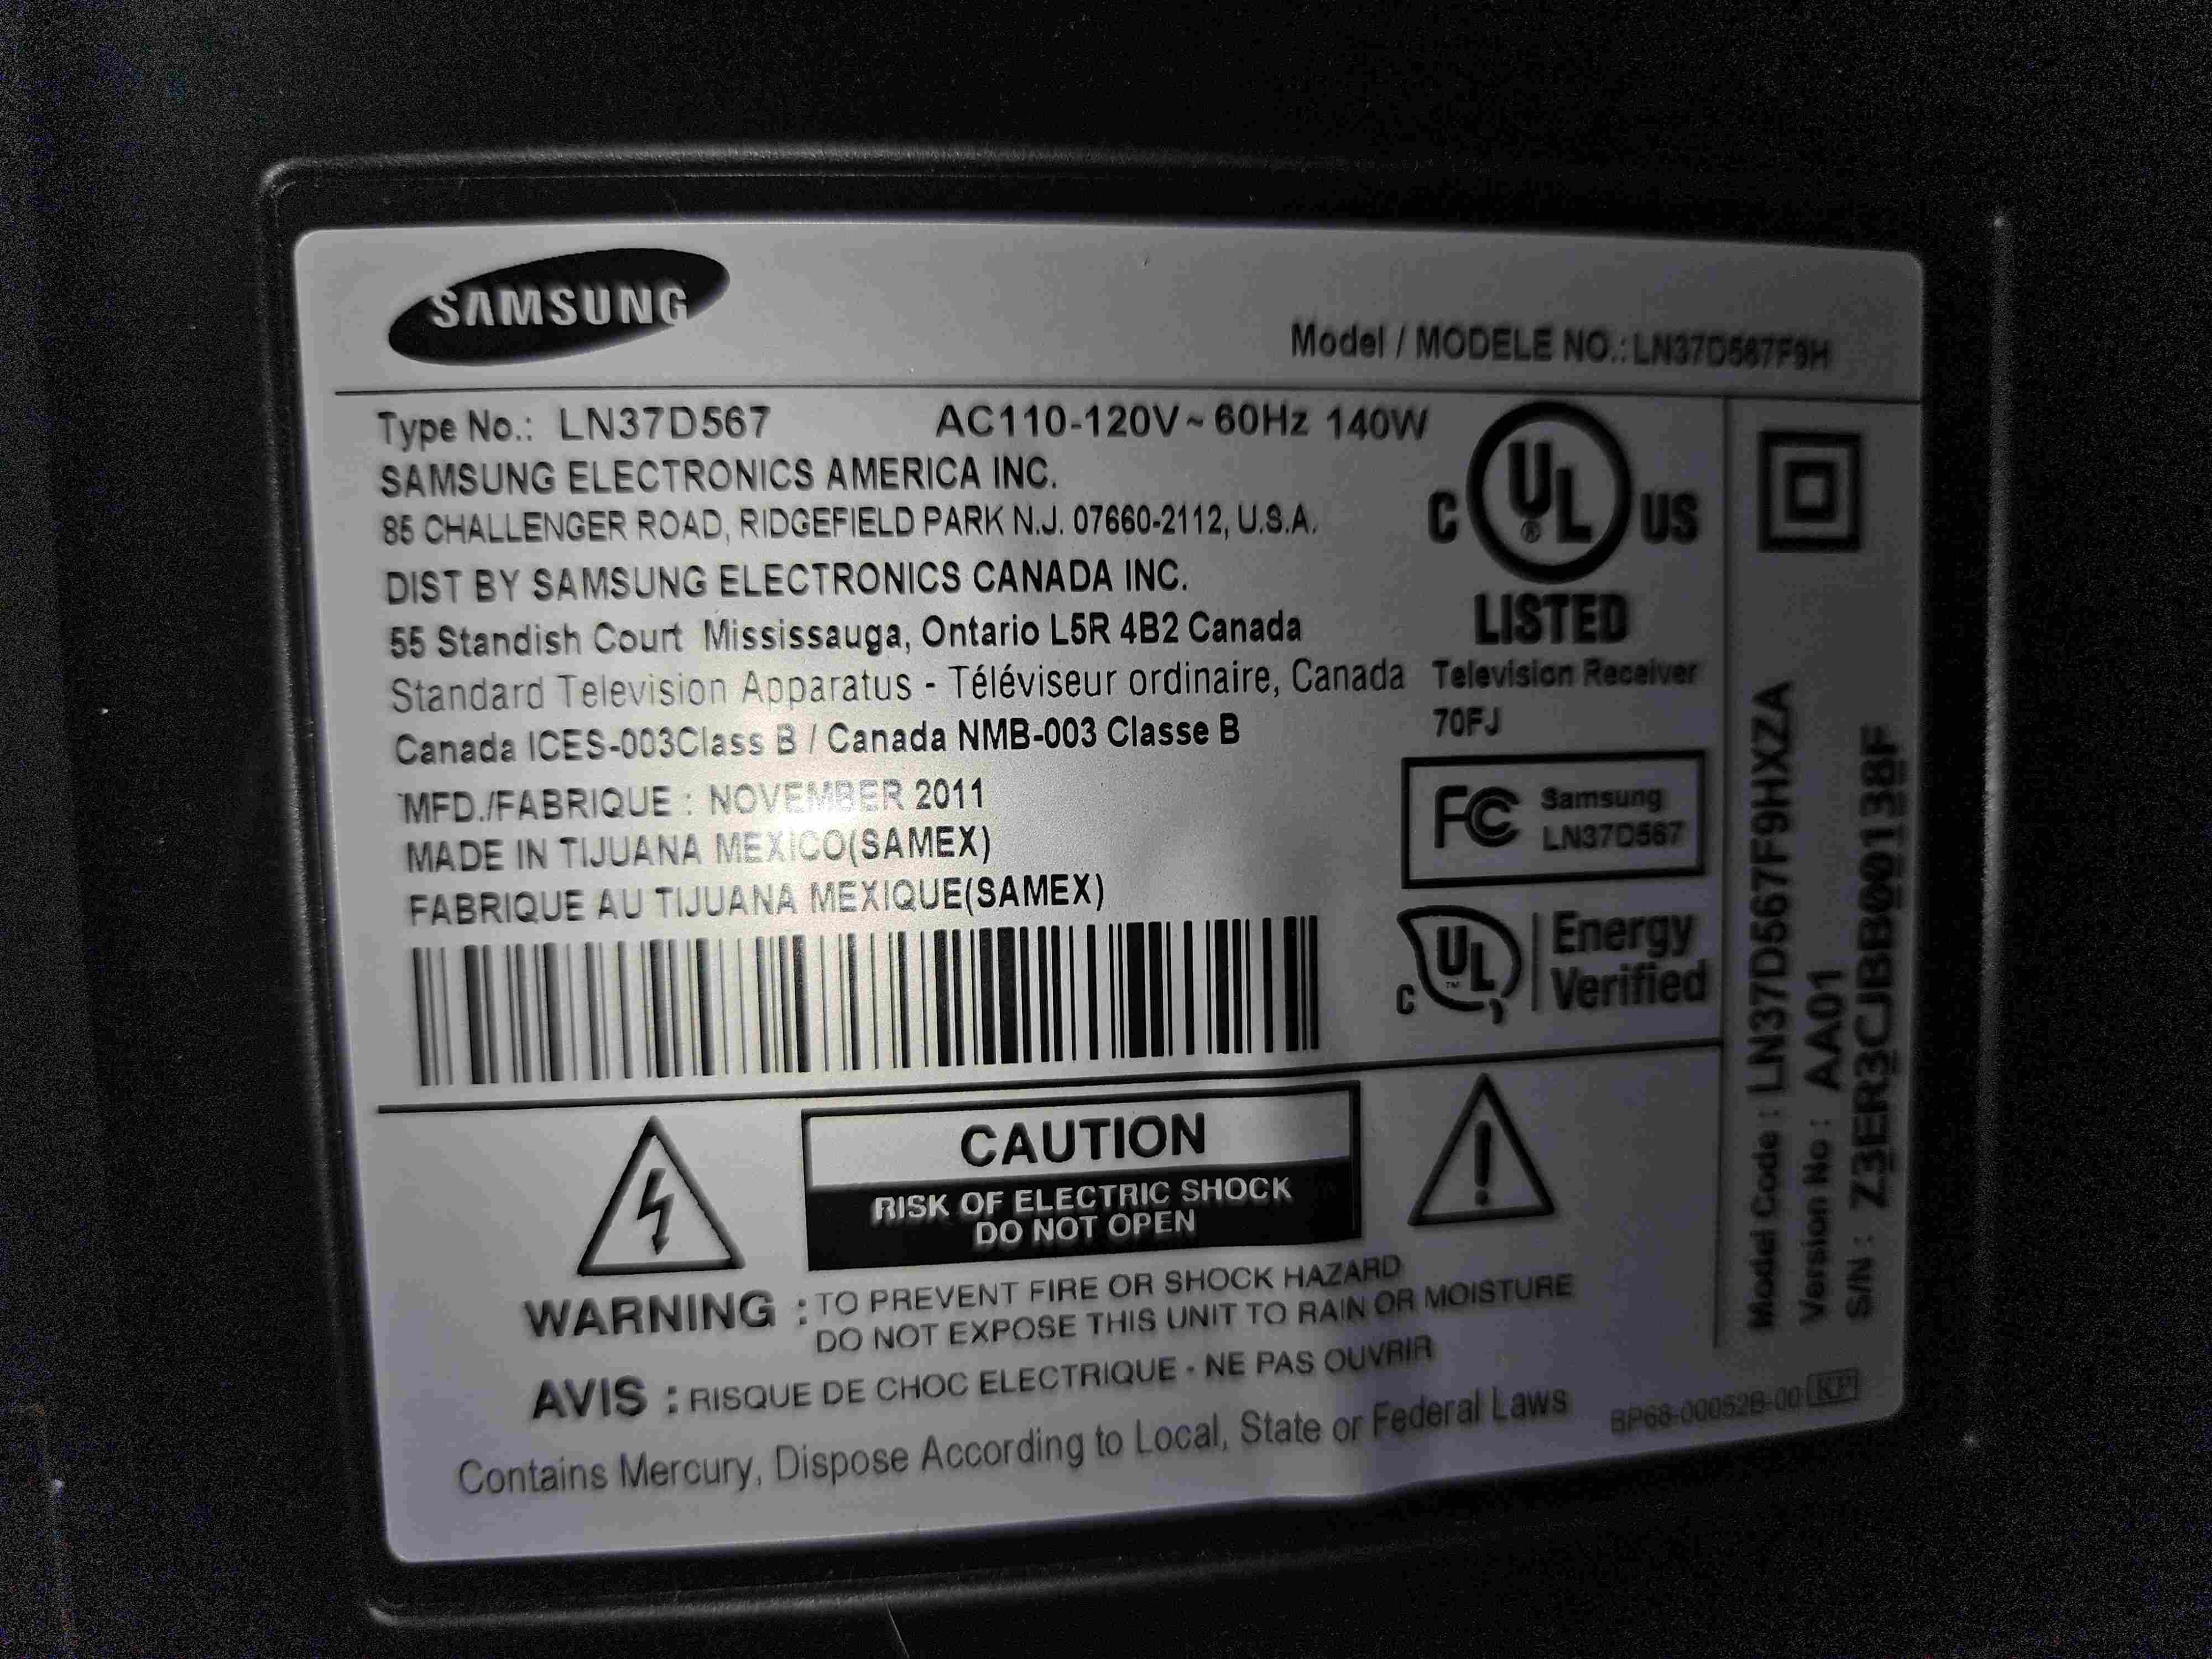 SAMSUNG
Model / MODELE NO.: LN37D567F9H
Type No.: LN37D567 AC110-120V~60Hz 140W
SAMSUNG ELECTRONICS AMERICA INC.
85 CHALLENGER ROAD, RIDGEFIELD PARK N.J. 07660-2112, U.S.A.
DIST BY SAMSUNG ELECTRONICS CANADA INC.
55 Standish Court Mississauga, Ontario L5R 4B2 Canada
Standard Television Apparatus - Téléviseur ordinaire, Canada
Canada ICES-003Class B / Canada NMB-003 Classe B
MFD./FABRIQUE : NOVEMBER 2011
MADE IN TIJUANA MEXICO(SAMEX)
FABRIQUE AU TIJUANA MEXIQUE(SAMEX)
C UL ® US
LISTED
Television Receiver
70FJ
FC Samsung
LN37D567
C UL ™ Energy
Verified
CAUTION
RISK OF ELECTRIC SHOCK
DO NOT OPEN
WARNING : TO PREVENT FIRE OR SHOCK HAZARD
DO NOT EXPOSE THIS UNIT TO RAIN OR MOISTURE
AVIS : RISQUE DE CHOC ELECTRIQUE - NE PAS OUVRIR
Contains Mercury, Dispose According to Local, State or Federal Laws
BP68-00052B-00 KP
Model Code : LN37D567F9HXZA
Version No : AA01
S/N : Z3ER3CJBB00138F